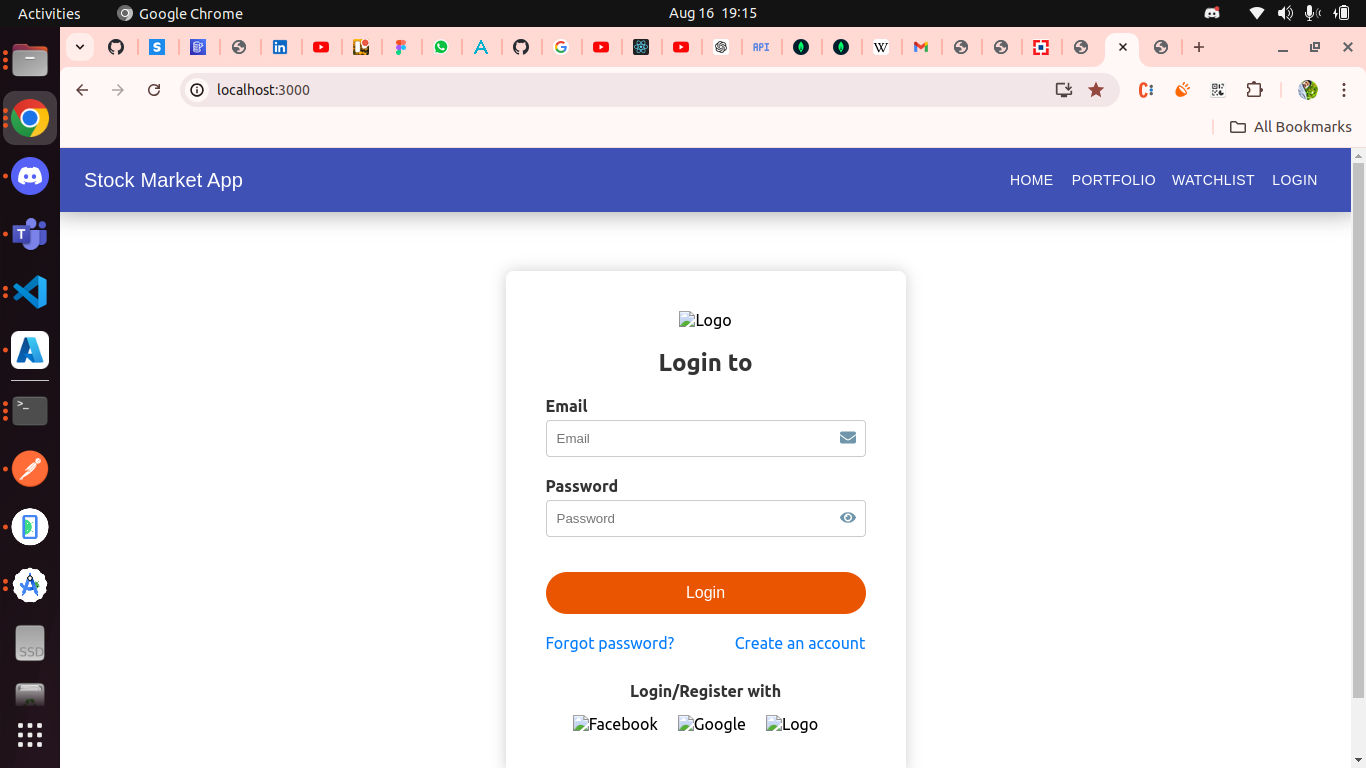 Activities Google Chrome Aug 16 19:15
API W
localhost:3000
All Bookmarks
Stock Market App HOME PORTFOLIO WATCHLIST LOGIN
Logo
Login to
Email
Email
Password
Password
Login
Forgot password? Create an account
Login/Register with
Facebook Google Logo
SSD